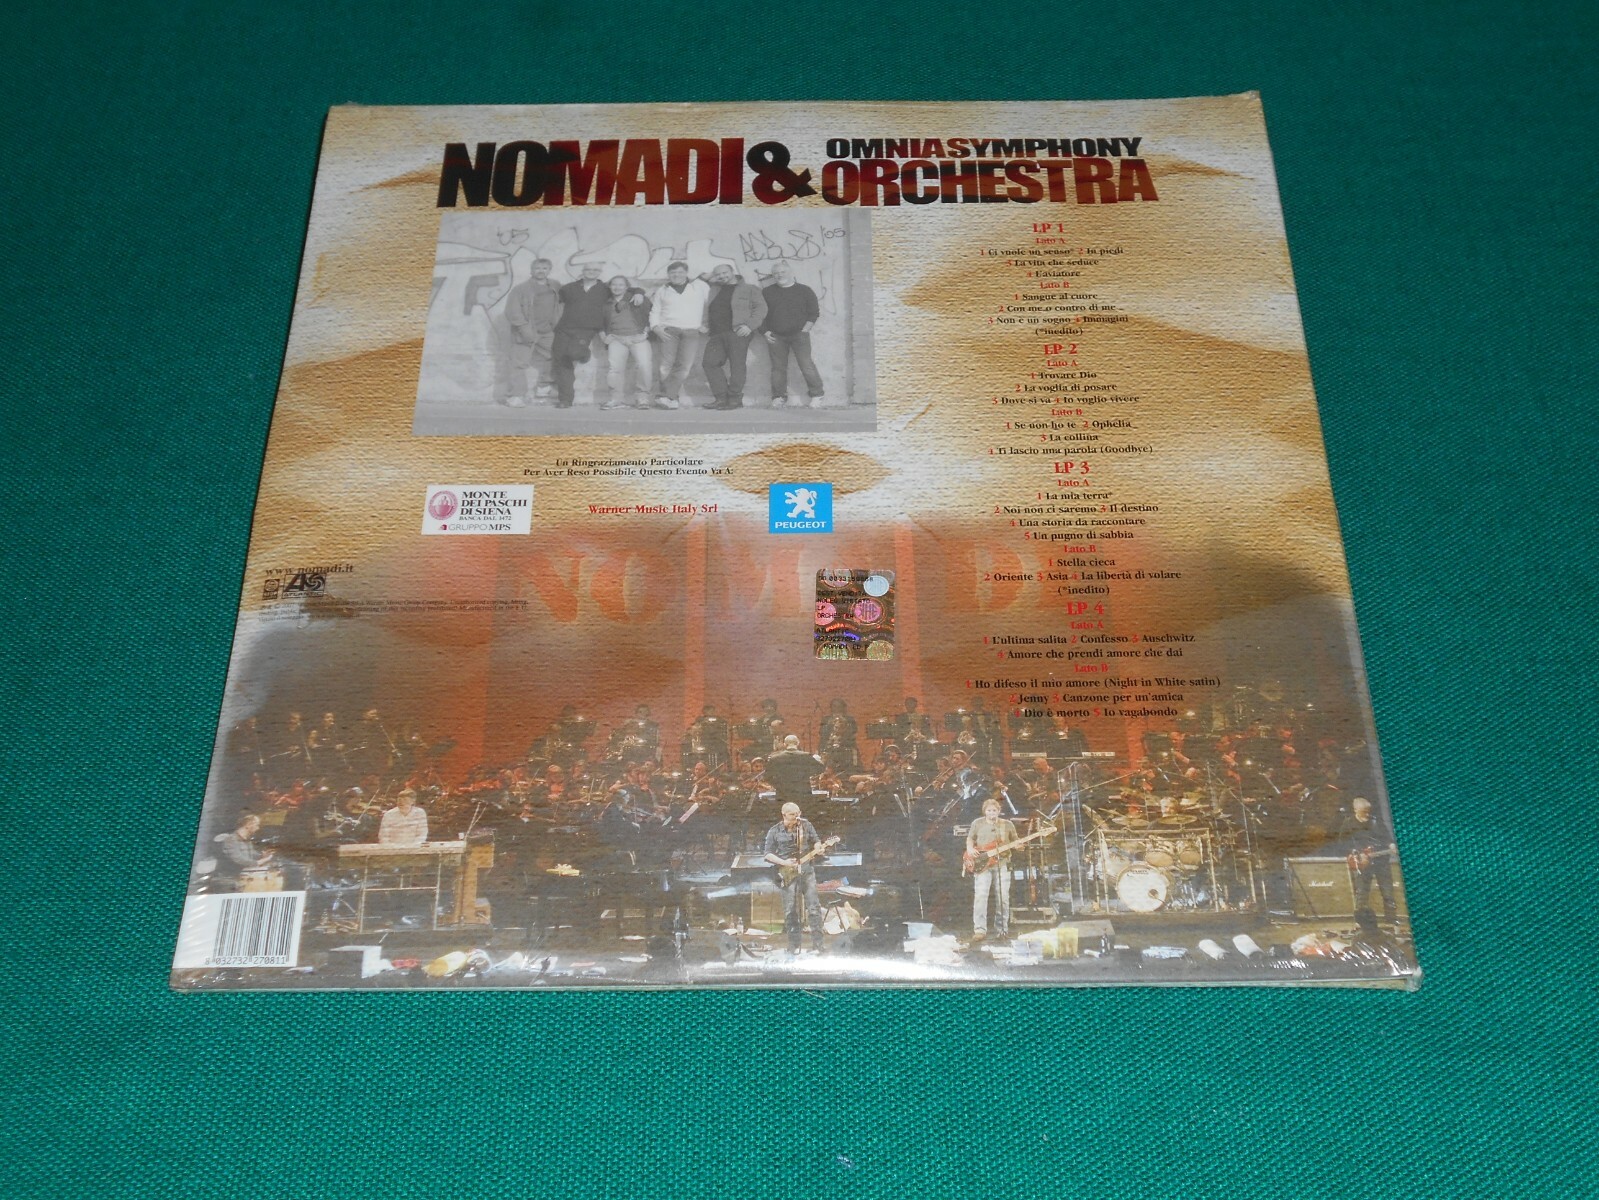 NOMADI & OMNIASYMPHONY
ORCHESTRA
LP 1
Lato A
1 Ci vuole un senso* 2 In piedi
3 La vita che seduce
4 L'aviatore
Lato B
1 Sangue al cuore
2 Con me o contro di me
3 Non è un sogno 4 Immagini
(*inedito)
LP 2
Lato A
1 Trovare Dio
2 La voglia di posare
3 Dove si va 4 Io voglio vivere
Lato B
1 Se non ho te 2 Ophelia
3 La collina
4 Ti lascio una parola (Goodbye)
LP 3
Lato A
1 La mia terra*
2 Noi non ci saremo 3 Il destino
4 Una storia da raccontare
5 Un pugno di sabbia
Lato B
1 Stella cieca
2 Oriente 3 Asia 4 La libertà di volare
(*inedito)
LP 4
Lato A
1 L'ultima salita 2 Confesso 3 Auschwitz
4 Amore che prendi amore che dai
Lato B
1 Ho difeso il mio amore (Night in White satin)
2 Jenny 3 Canzone per un'amica
4 Dio è morto 5 Io vagabondo
Un Ringraziamento Particolare
Per Aver Reso Possibile Questo Evento Va A:
MONTE
DEI PASCHI
DI SIENA
BANCA DAL 1472
GRUPPO MPS
Warner Music Italy Srl
PEUGEOT
www.nomadi.it
NOMADI
Marshall
8 032732 270811